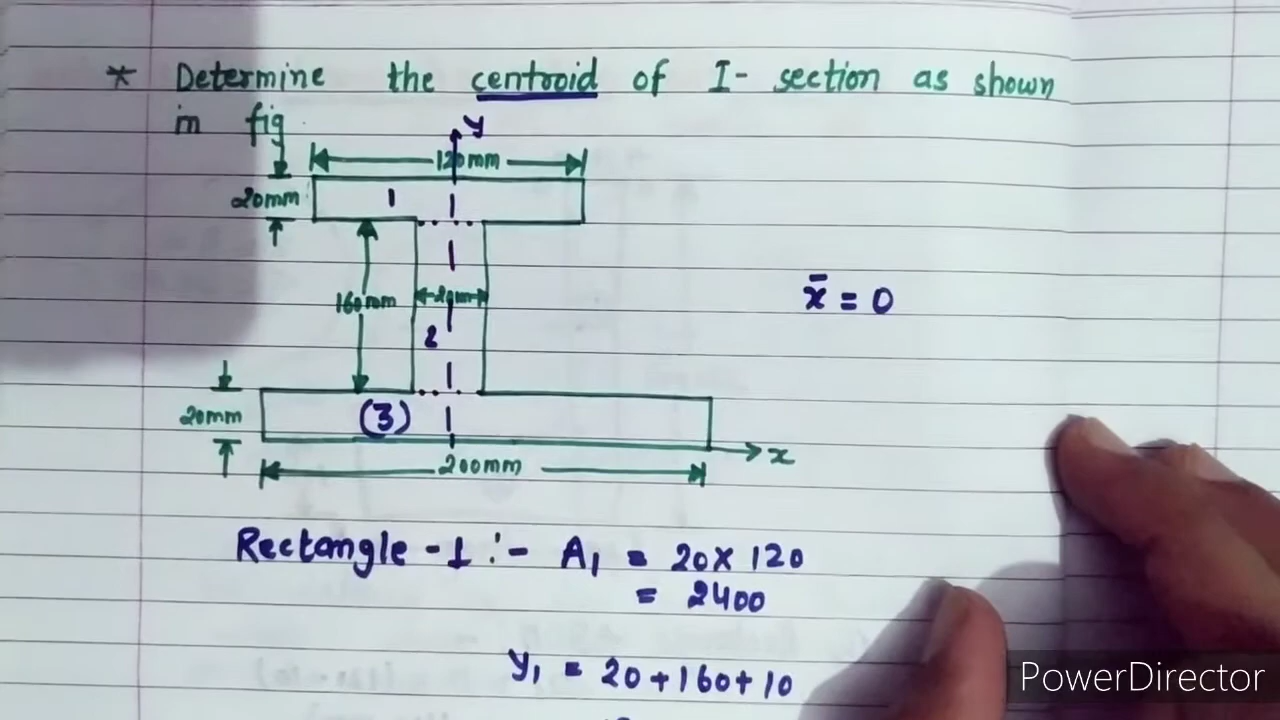 * Determine the centroid of I- section as shown
in fig
y
120mm
20mm
1
160mm
20mm
x̄ = 0
2
20mm
(3)
x
200mm
Rectangle - 1 :- A₁ = 20 x 120
= 2400
y₁ = 20+160+10
PowerDirector